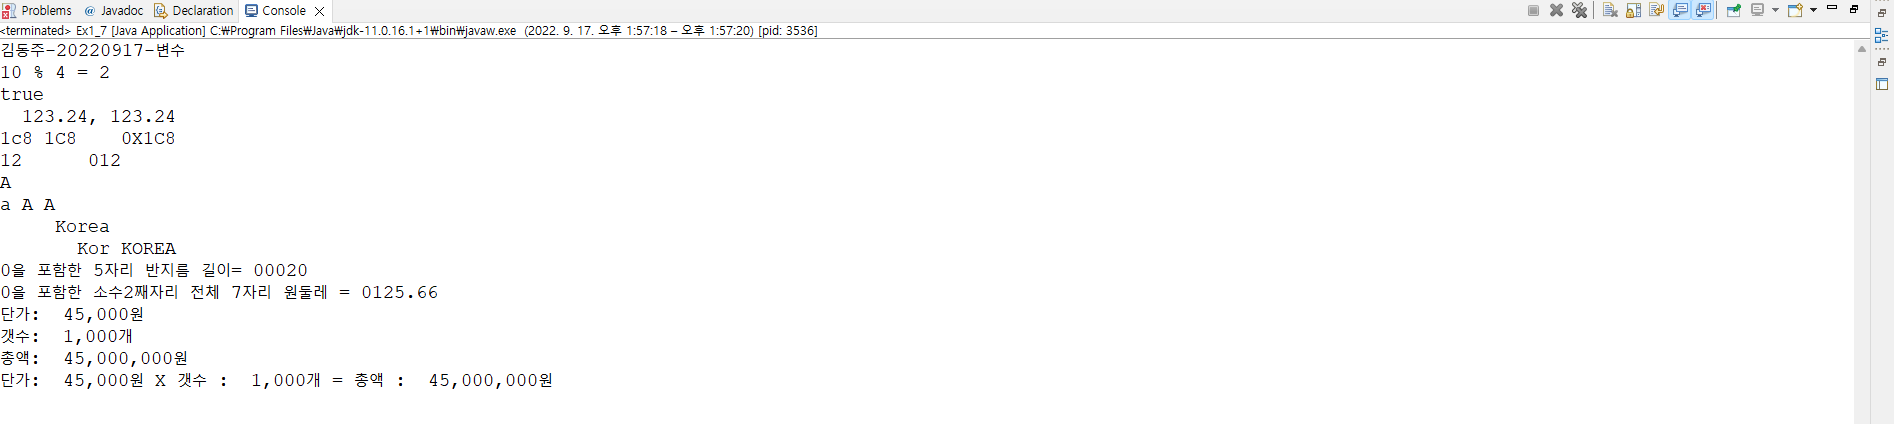 Problems @ Javadoc Declaration Console
<terminated> Ex1_7 [Java Application] C:₩Program Files₩Java₩jdk-11.0.16.1+1₩bin₩javaw.exe (2022. 9. 17. 오후 1:57:18 – 오후 1:57:20) [pid: 3536]
김동주-20220917-변수
10 % 4 = 2
true
  123.24, 123.24
1c8 1C8    0X1C8
12      012
A
a A A
     Korea
       Kor KOREA
0을 포함한 5자리 반지름 길이= 00020
0을 포함한 소수2째자리 전체 7자리 원둘레 = 0125.66
단가:  45,000원
갯수:  1,000개
총액:  45,000,000원
단가:  45,000원 X 갯수 :  1,000개 = 총액 :  45,000,000원